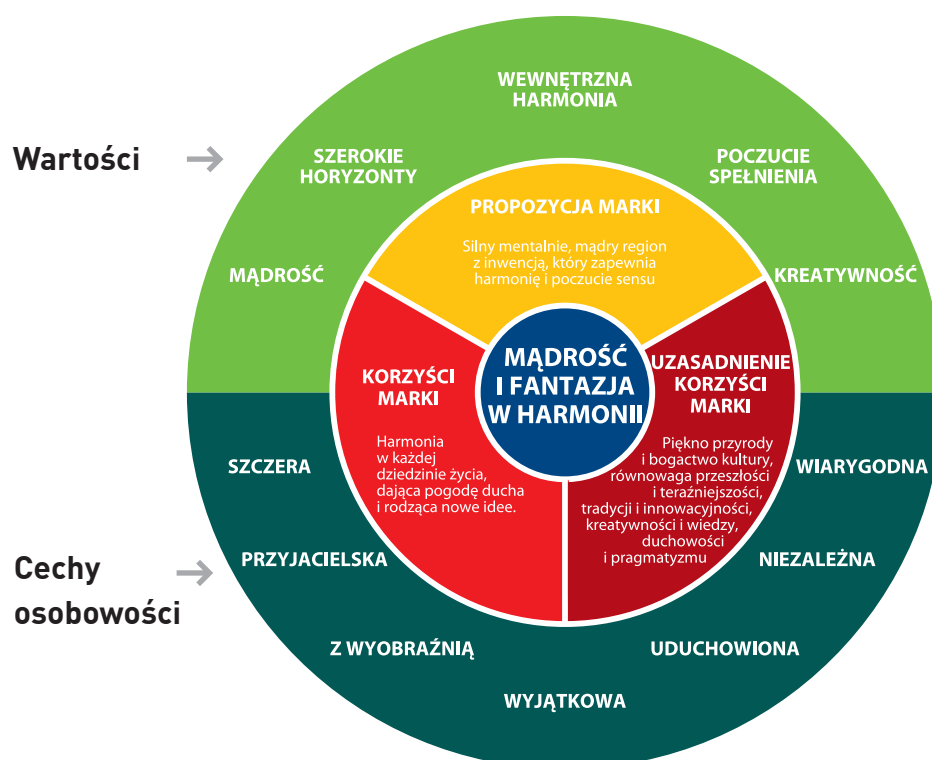 Wartości
WEWNĘTRZNA
HARMONIA
SZEROKIE
HORYZONTY
POCZUCIE
SPEŁNIENIA
MĄDROŚĆ
KREATYWNOŚĆ
PROPOZYCJA MARKI
Silny mentalnie, mądry region
z inwencją, który zapewnia
harmonię i poczucie sensu
MĄDROŚĆ
I FANTAZJA
W HARMONII
KORZYŚCI
MARKI
Harmonia
w każdej
dziedzinie życia,
dająca pogodę ducha
i rodząca nowe idee.
UZASADNIENIE
KORZYŚCI
MARKI
Piękno przyrody
i bogactwo kultury,
równowaga przeszłości
i teraźniejszości,
tradycji i innowacyjności,
kreatywności i wiedzy,
duchowości
i pragmatyzmu
Cechy
osobowości
SZCZERA
WIARYGODNA
PRZYJACIELSKA
NIEZALEŻNA
Z WYOBRAŹNIĄ
UDUCHOWIONA
WYJĄTKOWA